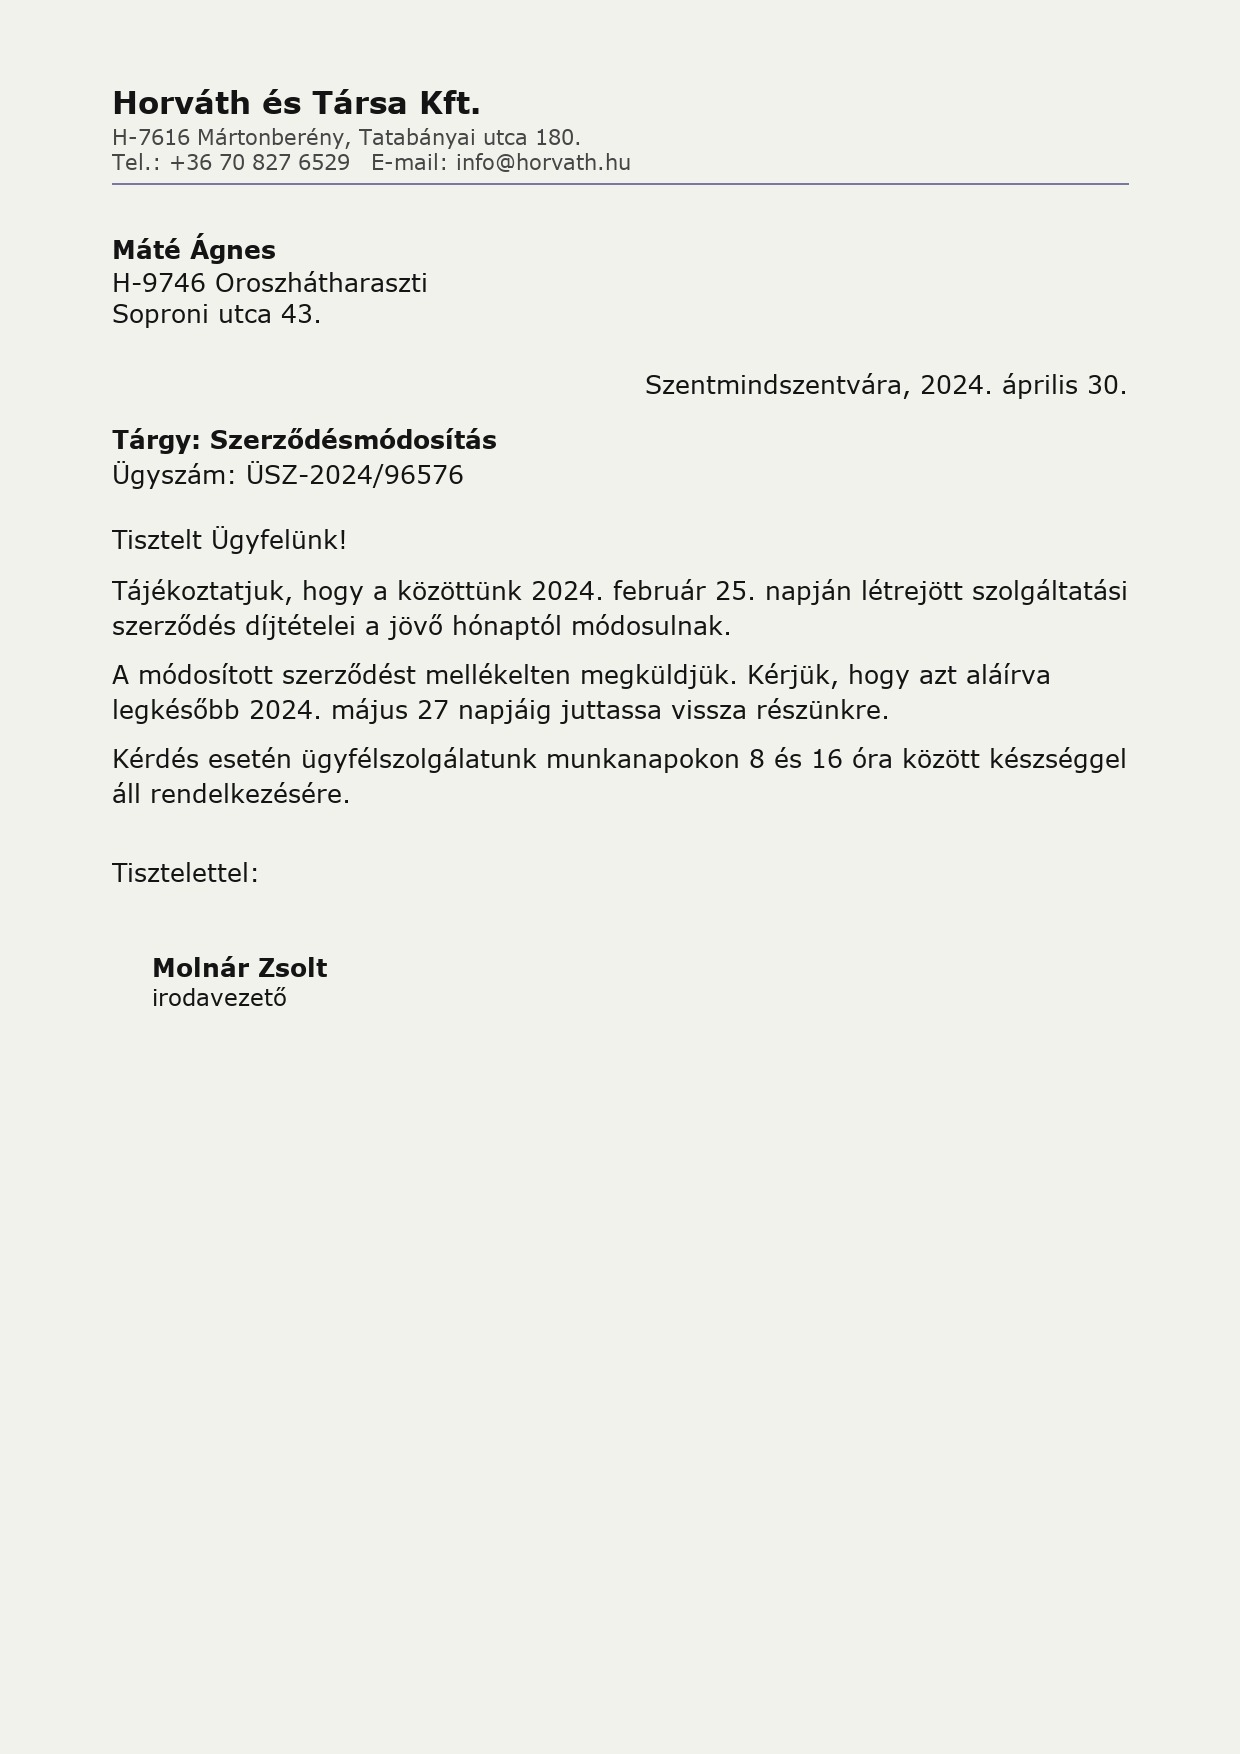 Horváth és Társa Kft.
H-7616 Mártonberény, Tatabányai utca 180.
Tel.: +36 70 827 6529   E-mail: info@horvath.hu
Máté Ágnes
H-9746 Oroszhátharaszti
Soproni utca 43.
Szentmindszentvára, 2024. április 30.
Tárgy: Szerződésmódosítás
Ügyszám: ÜSZ-2024/96576
Tisztelt Ügyfelünk!
Tájékoztatjuk, hogy a közöttünk 2024. február 25. napján létrejött szolgáltatási
szerződés díjtételei a jövő hónaptól módosulnak.
A módosított szerződést mellékelten megküldjük. Kérjük, hogy azt aláírva
legkésőbb 2024. május 27 napjáig juttassa vissza részünkre.
Kérdés esetén ügyfélszolgálatunk munkanapokon 8 és 16 óra között készséggel
áll rendelkezésére.
Tisztelettel:
Molnár Zsolt
irodavezető